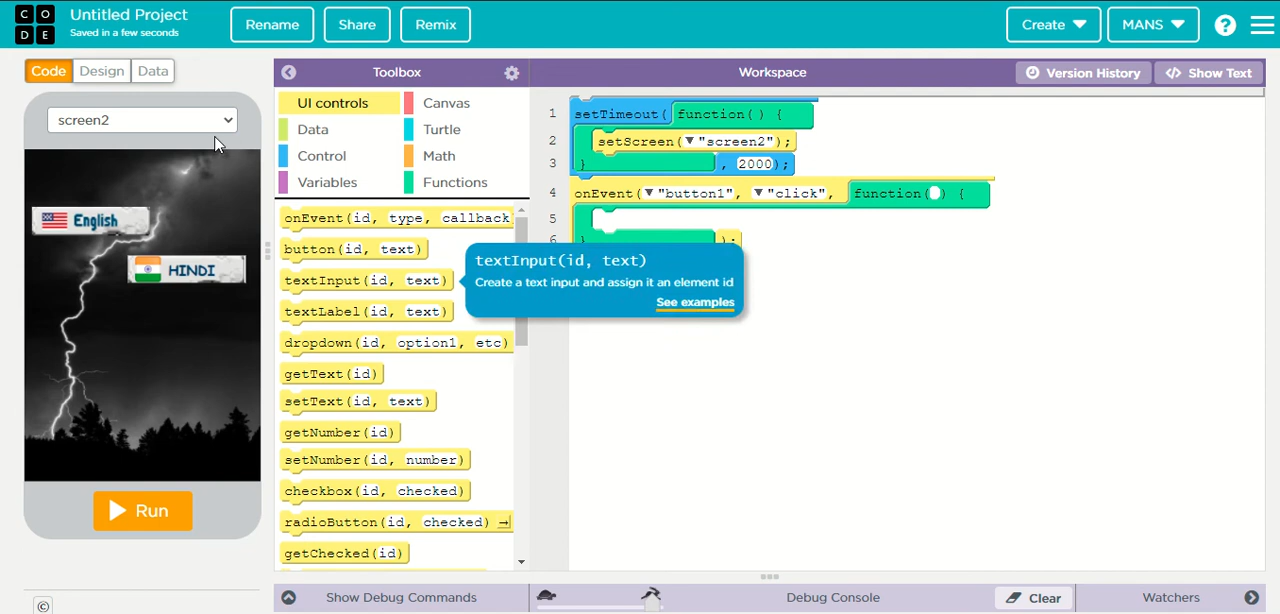 CODE
Untitled Project
Saved in a few seconds
Rename
Share
Remix
Create
MANS
?
Code
Design
Data
Toolbox
Workspace
Version History
Show Text
screen2
English
HINDI
Run
UI controls
Canvas
Data
Turtle
Control
Math
Variables
Functions
onEvent(id, type, callback
button(id, text)
textInput(id, text)
textLabel(id, text)
dropdown(id, option1, etc)
getText(id)
setText(id, text)
getNumber(id)
setNumber(id, number)
checkbox(id, checked)
radioButton(id, checked)
getChecked(id)
1 setTimeout( function() {
2 setScreen( "screen2");
3 } , 2000);
4 onEvent( "button1", "click", function() {
5
6 } );
textInput(id, text)
Create a text input and assign it an element id
See examples
©
Show Debug Commands
Debug Console
Clear
Watchers